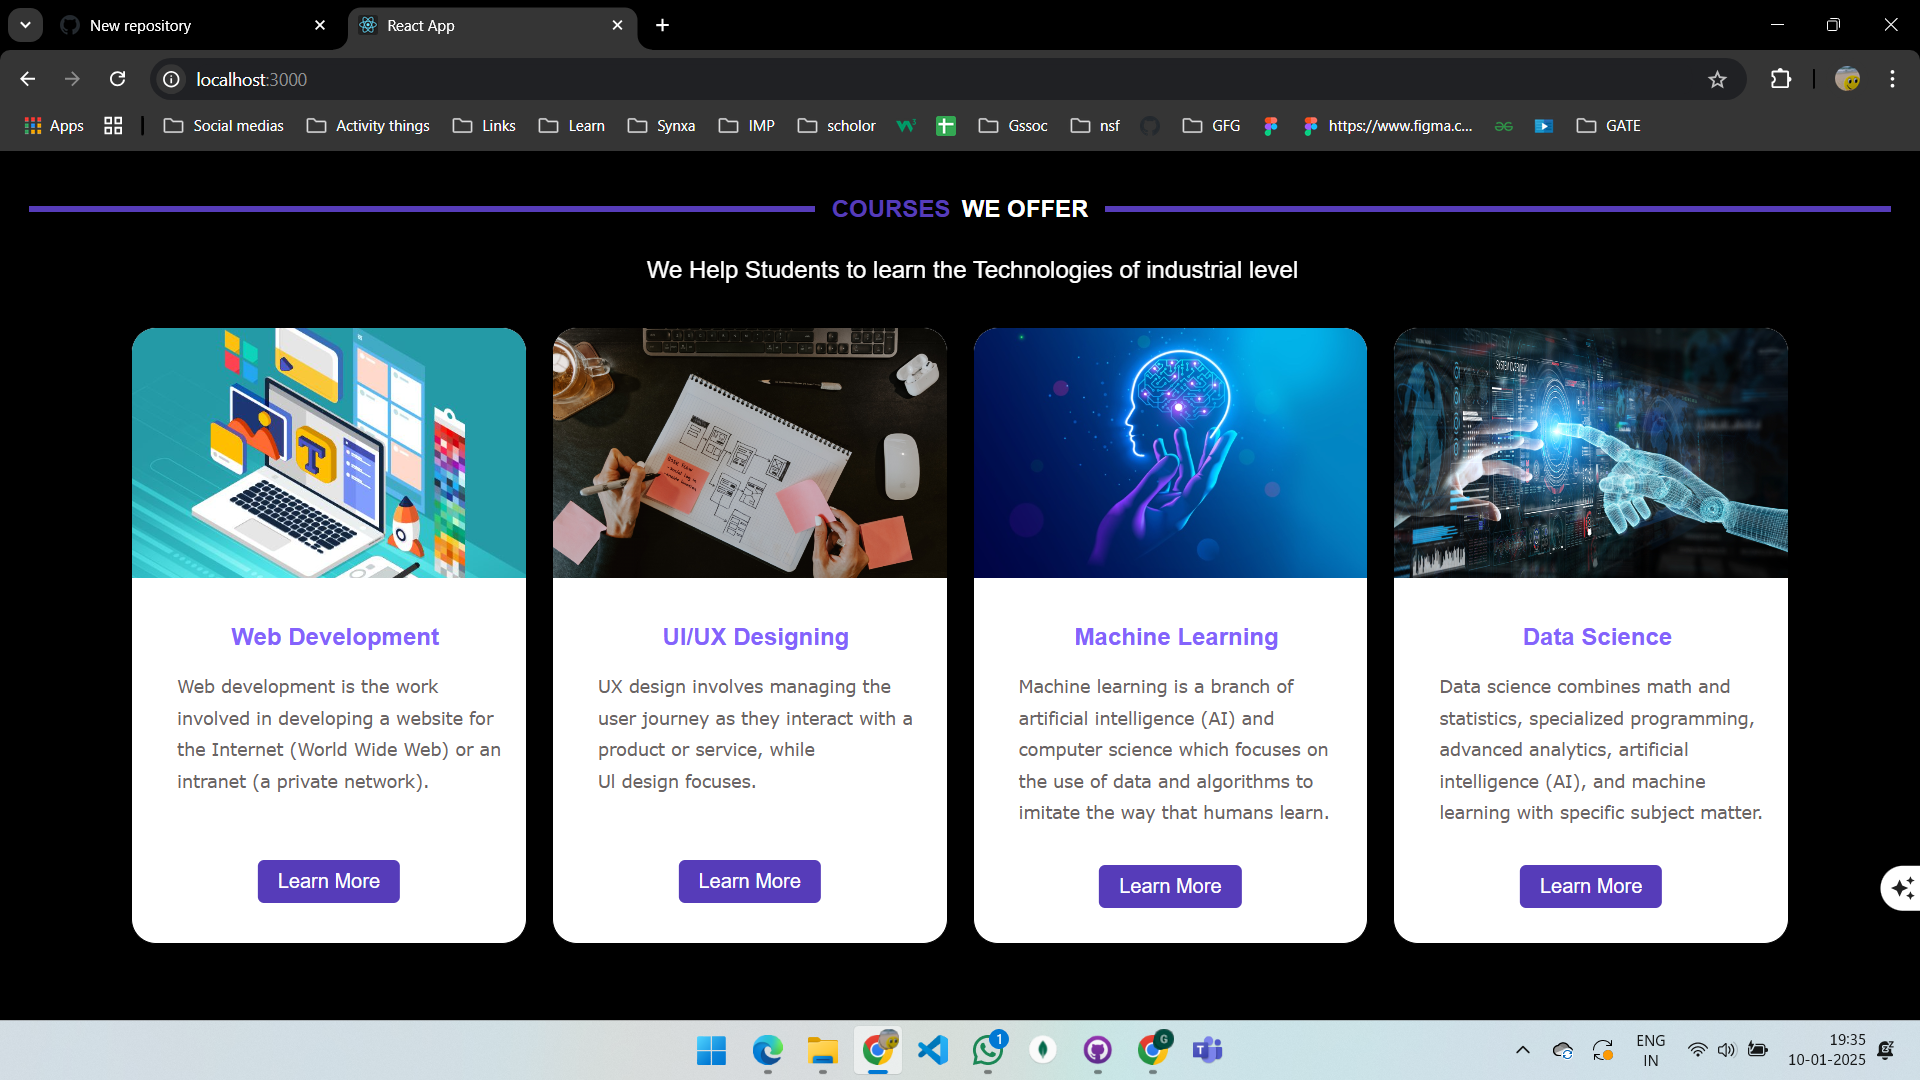 New repository
React App
localhost:3000
Apps
Social medias
Activity things
Links
Learn
Synxa
IMP
scholor
Gssoc
nsf
GFG
https://www.figma.c...
GATE
COURSES WE OFFER
We Help Students to learn the Technologies of industrial level
T
SYSTEM OVERVIEW
Web Development
Web development is the work
involved in developing a website for
the Internet (World Wide Web) or an
intranet (a private network).
Learn More
UI/UX Designing
UX design involves managing the
user journey as they interact with a
product or service, while
UI design focuses.
Learn More
Machine Learning
Machine learning is a branch of
artificial intelligence (AI) and
computer science which focuses on
the use of data and algorithms to
imitate the way that humans learn.
Learn More
Data Science
Data science combines math and
statistics, specialized programming,
advanced analytics, artificial
intelligence (AI), and machine
learning with specific subject matter.
Learn More
1
G
T
ENG
IN
19:35
10-01-2025